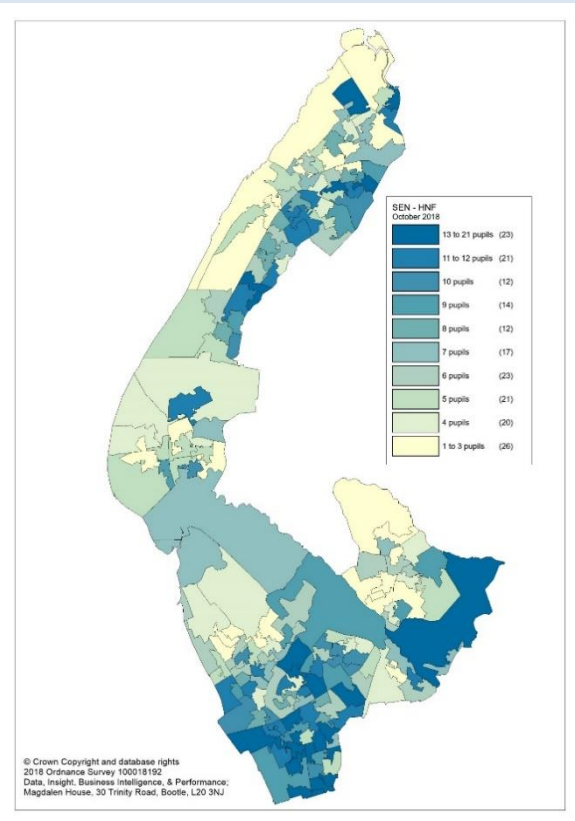 SEN - HNF
October 2018
13 to 21 pupils (23)
11 to 12 pupils (21)
10 pupils (12)
9 pupils (14)
8 pupils (12)
7 pupils (17)
6 pupils (23)
5 pupils (21)
4 pupils (20)
1 to 3 pupils (26)
© Crown Copyright and database rights
2018 Ordnance Survey 100018192
Data, Insight, Business Intelligence, & Performance;
Magdalen House, 30 Trinity Road, Bootle, L20 3NJ